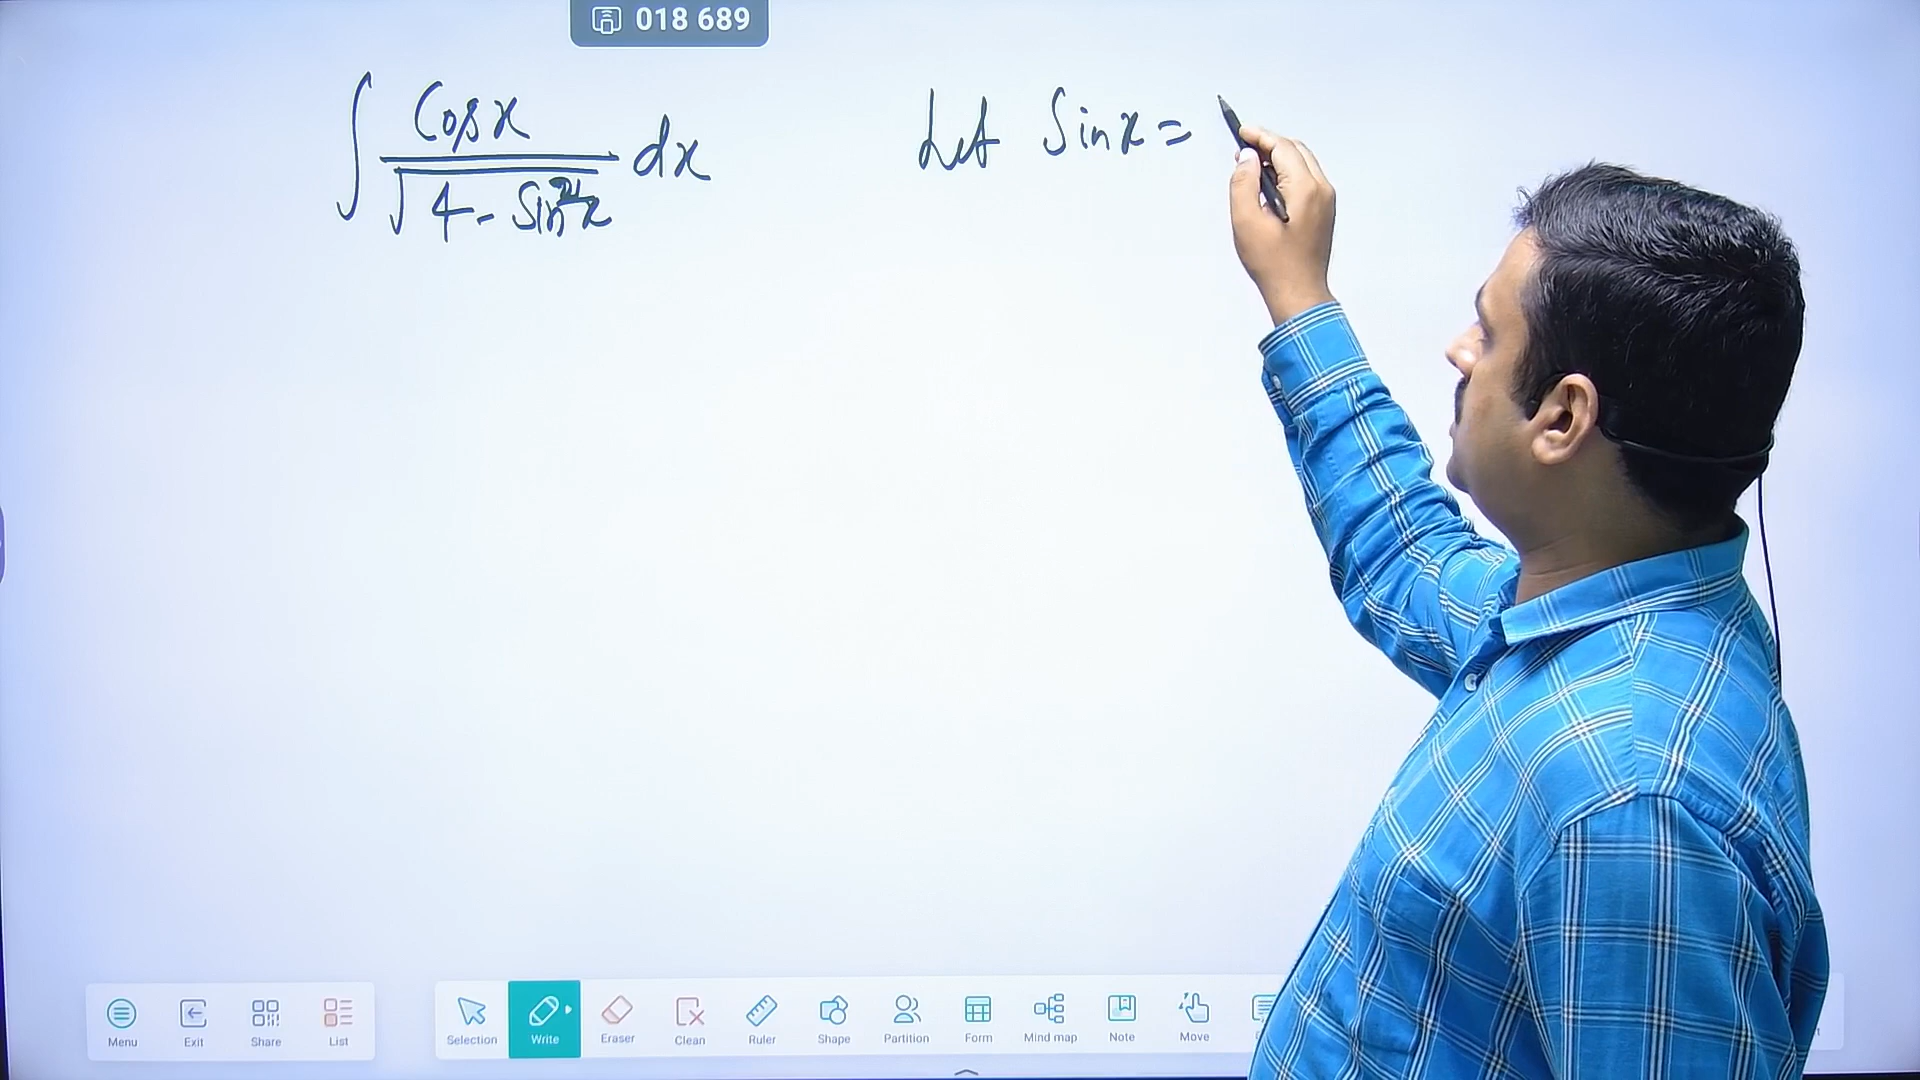 018 689
∫ Cosx / √4 - Sin²x dx
Let Sinx =
Menu Exit Share List Selection Write Eraser Clean Ruler Shape Partition Form Mind map Note Move